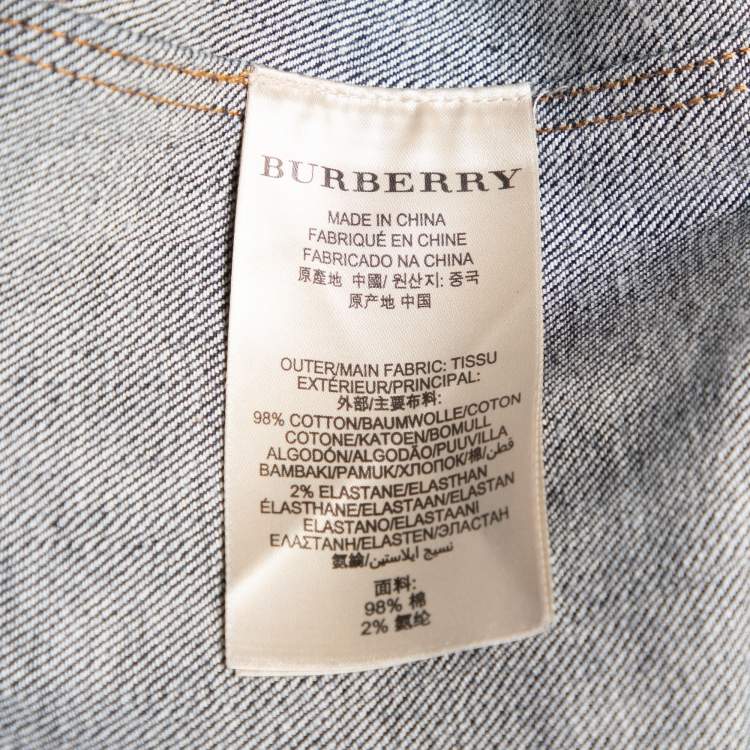 BURBERRY
MADE IN CHINA
FABRIQUÉ EN CHINE
FABRICADO NA CHINA
原產地 中國/ 원산지: 중국
原产地 中国
OUTER/MAIN FABRIC: TISSU
EXTÉRIEUR/PRINCIPAL:
外部/主要布料:
98% COTTON/BAUMWOLLE/COTON
COTONE/KATOEN/BOMULL
ALGODÓN/ALGODÃO/PUUVILLA
BAMBAKI/PAMUK/ХЛОПОК/棉/قطن
2% ELASTANE/ELASTHAN
ÉLASTHANE/ELASTAAN/ELASTAN
ELASTANO/ELASTAANI
ΕΛΑΣΤΑΝΗ/ELASTEN/ЭЛАСТАН
氨綸/نسيج ايلاستين
面料:
98% 棉
2% 氨纶